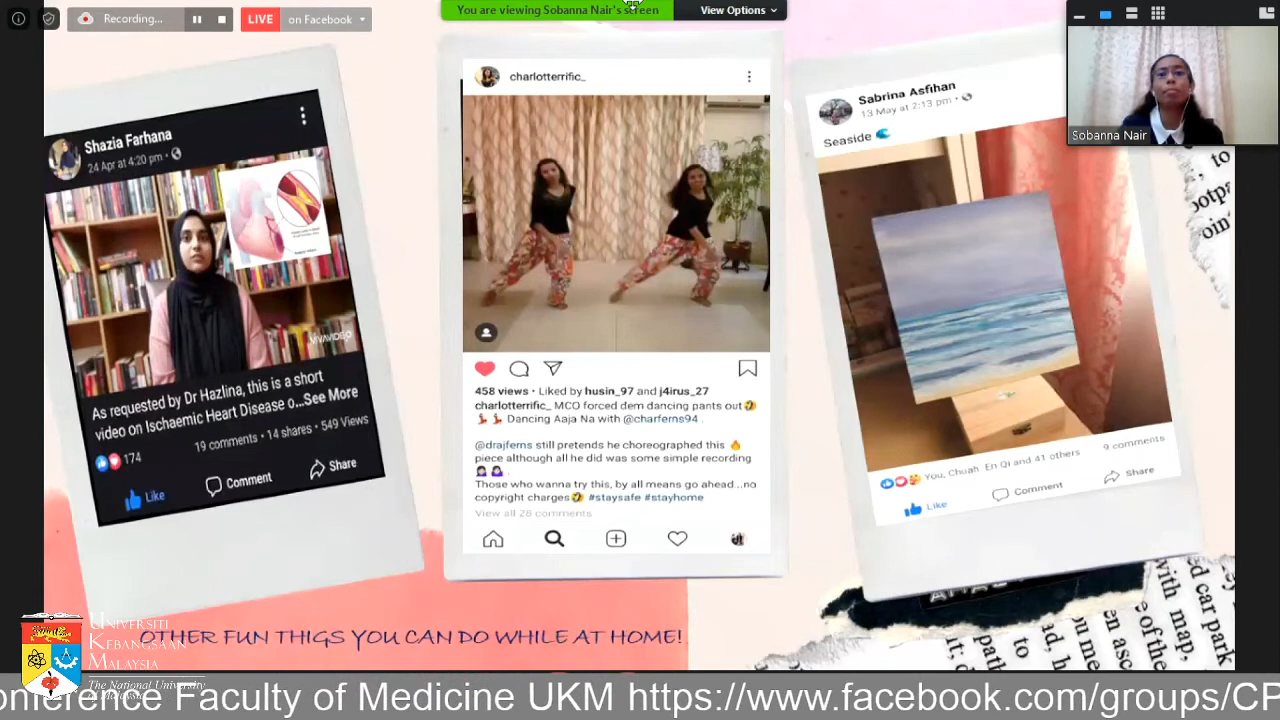 Recording...
LIVE
on Facebook
You are viewing Sobanna Nair's screen
View Options
Sobanna Nair
Shazia Farhana
24 Apr at 4:20 pm
VIVAVIDEO
As requested by Dr Hazlina, this is a short
video on Ischaemic Heart Disease o...See More
19 comments · 14 shares · 549 Views
174
Like
Comment
Share
charlotterrific_
458 views · Liked by husin_97 and j4irus_27
charlotterrific_ MCO forced dem dancing pants out🤣
💃💃 Dancing Aaja Na with @charferns94 .
@drajferns still pretends he choreographed this 🔥
piece although all he did was some simple recording
Those who wanna try this, by all means go ahead...no
copyright charges🤣 #staysafe #stayhome
View all 28 comments
Sabrina Asfihan
13 May at 2:13 pm
Seaside 🌊
You, Chuah En Qi and 41 others
9 comments
Like
Comment
Share
to
with map,
ed car park
UNIVERSITI
KEBANGSAAN
MALAYSIA
The National University
OTHER FUN THIGS YOU CAN DO WHILE AT HOME!
onference Faculty of Medicine UKM https://www.facebook.com/groups/CP